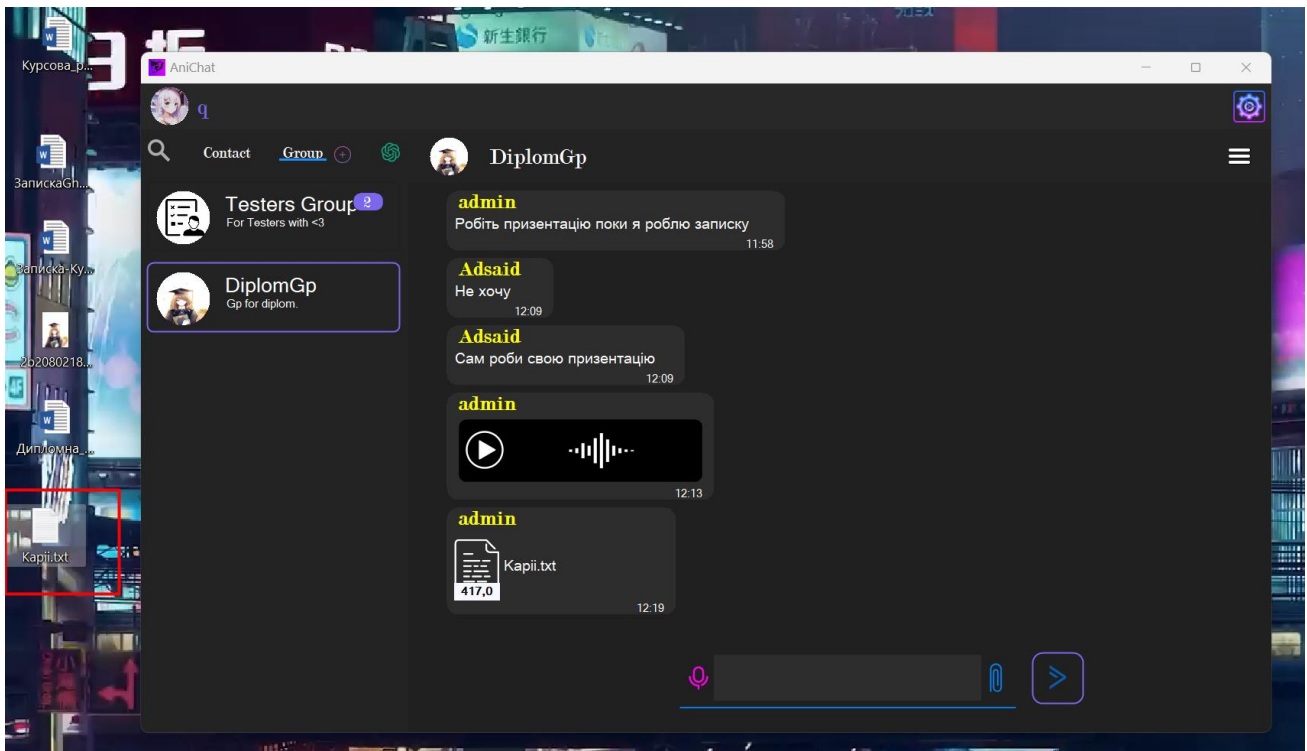 新生銀行
Курсова_р...
AniChat
q
Contact
Group
DiplomGp
ЗапискаGh...
Testers Group
2
For Testers with <3
admin
Робіть призентацію поки я роблю записку
11:58
Записка-Ку...
DiplomGp
Gp for diplom.
Adsaid
Не хочу
12:09
Adsaid
Сам роби свою призентацію
12:09
2b2080218...
admin
12:13
Дипломна_...
admin
Kapii.txt
417,0
12:19
Kapii.txt